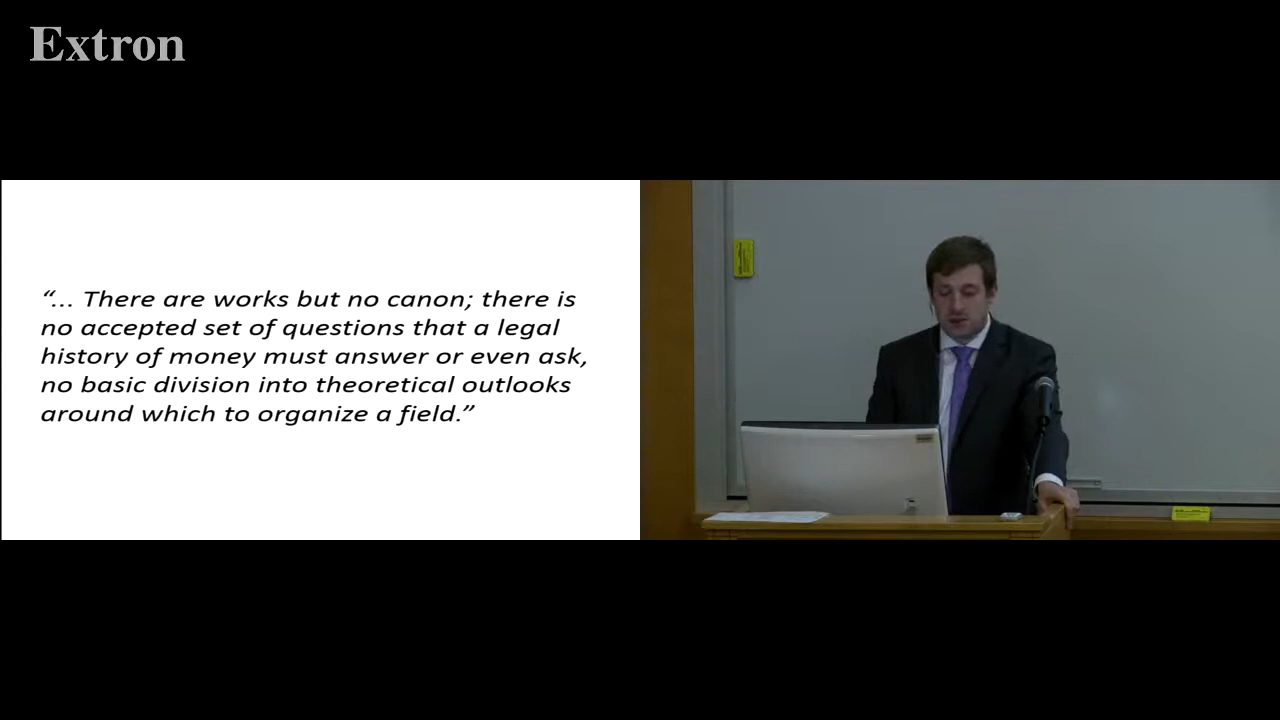 Extron
“... There are works but no canon; there is
no accepted set of questions that a legal
history of money must answer or even ask,
no basic division into theoretical outlooks
around which to organize a field.”